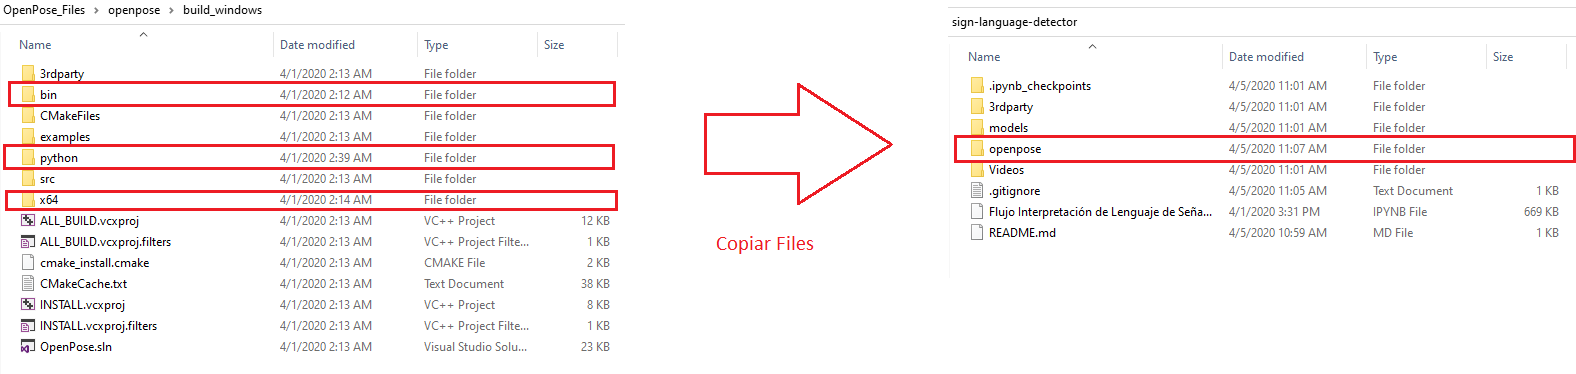 OpenPose_Files > openpose > build_windows
Name Date modified Type Size
3rdparty 4/1/2020 2:13 AM File folder
bin 4/1/2020 2:12 AM File folder
CMakeFiles 4/1/2020 2:13 AM File folder
examples 4/1/2020 2:13 AM File folder
python 4/1/2020 2:39 AM File folder
src 4/1/2020 2:13 AM File folder
x64 4/1/2020 2:14 AM File folder
ALL_BUILD.vcxproj 4/1/2020 2:13 AM VC++ Project 12 KB
ALL_BUILD.vcxproj.filters 4/1/2020 2:13 AM VC++ Project Filte... 1 KB
cmake_install.cmake 4/1/2020 2:13 AM CMAKE File 2 KB
CMakeCache.txt 4/1/2020 2:13 AM Text Document 38 KB
INSTALL.vcxproj 4/1/2020 2:13 AM VC++ Project 8 KB
INSTALL.vcxproj.filters 4/1/2020 2:13 AM VC++ Project Filte... 1 KB
OpenPose.sln 4/1/2020 2:13 AM Visual Studio Solu... 23 KB
Copiar Files
sign-language-detector
Name Date modified Type Size
.ipynb_checkpoints 4/5/2020 11:01 AM File folder
3rdparty 4/5/2020 11:01 AM File folder
models 4/5/2020 11:01 AM File folder
openpose 4/5/2020 11:07 AM File folder
Videos 4/5/2020 11:01 AM File folder
.gitignore 4/5/2020 11:05 AM Text Document 1 KB
Flujo Interpretación de Lenguaje de Seña... 4/1/2020 3:31 PM IPYNB File 669 KB
README.md 4/5/2020 10:59 AM MD File 1 KB